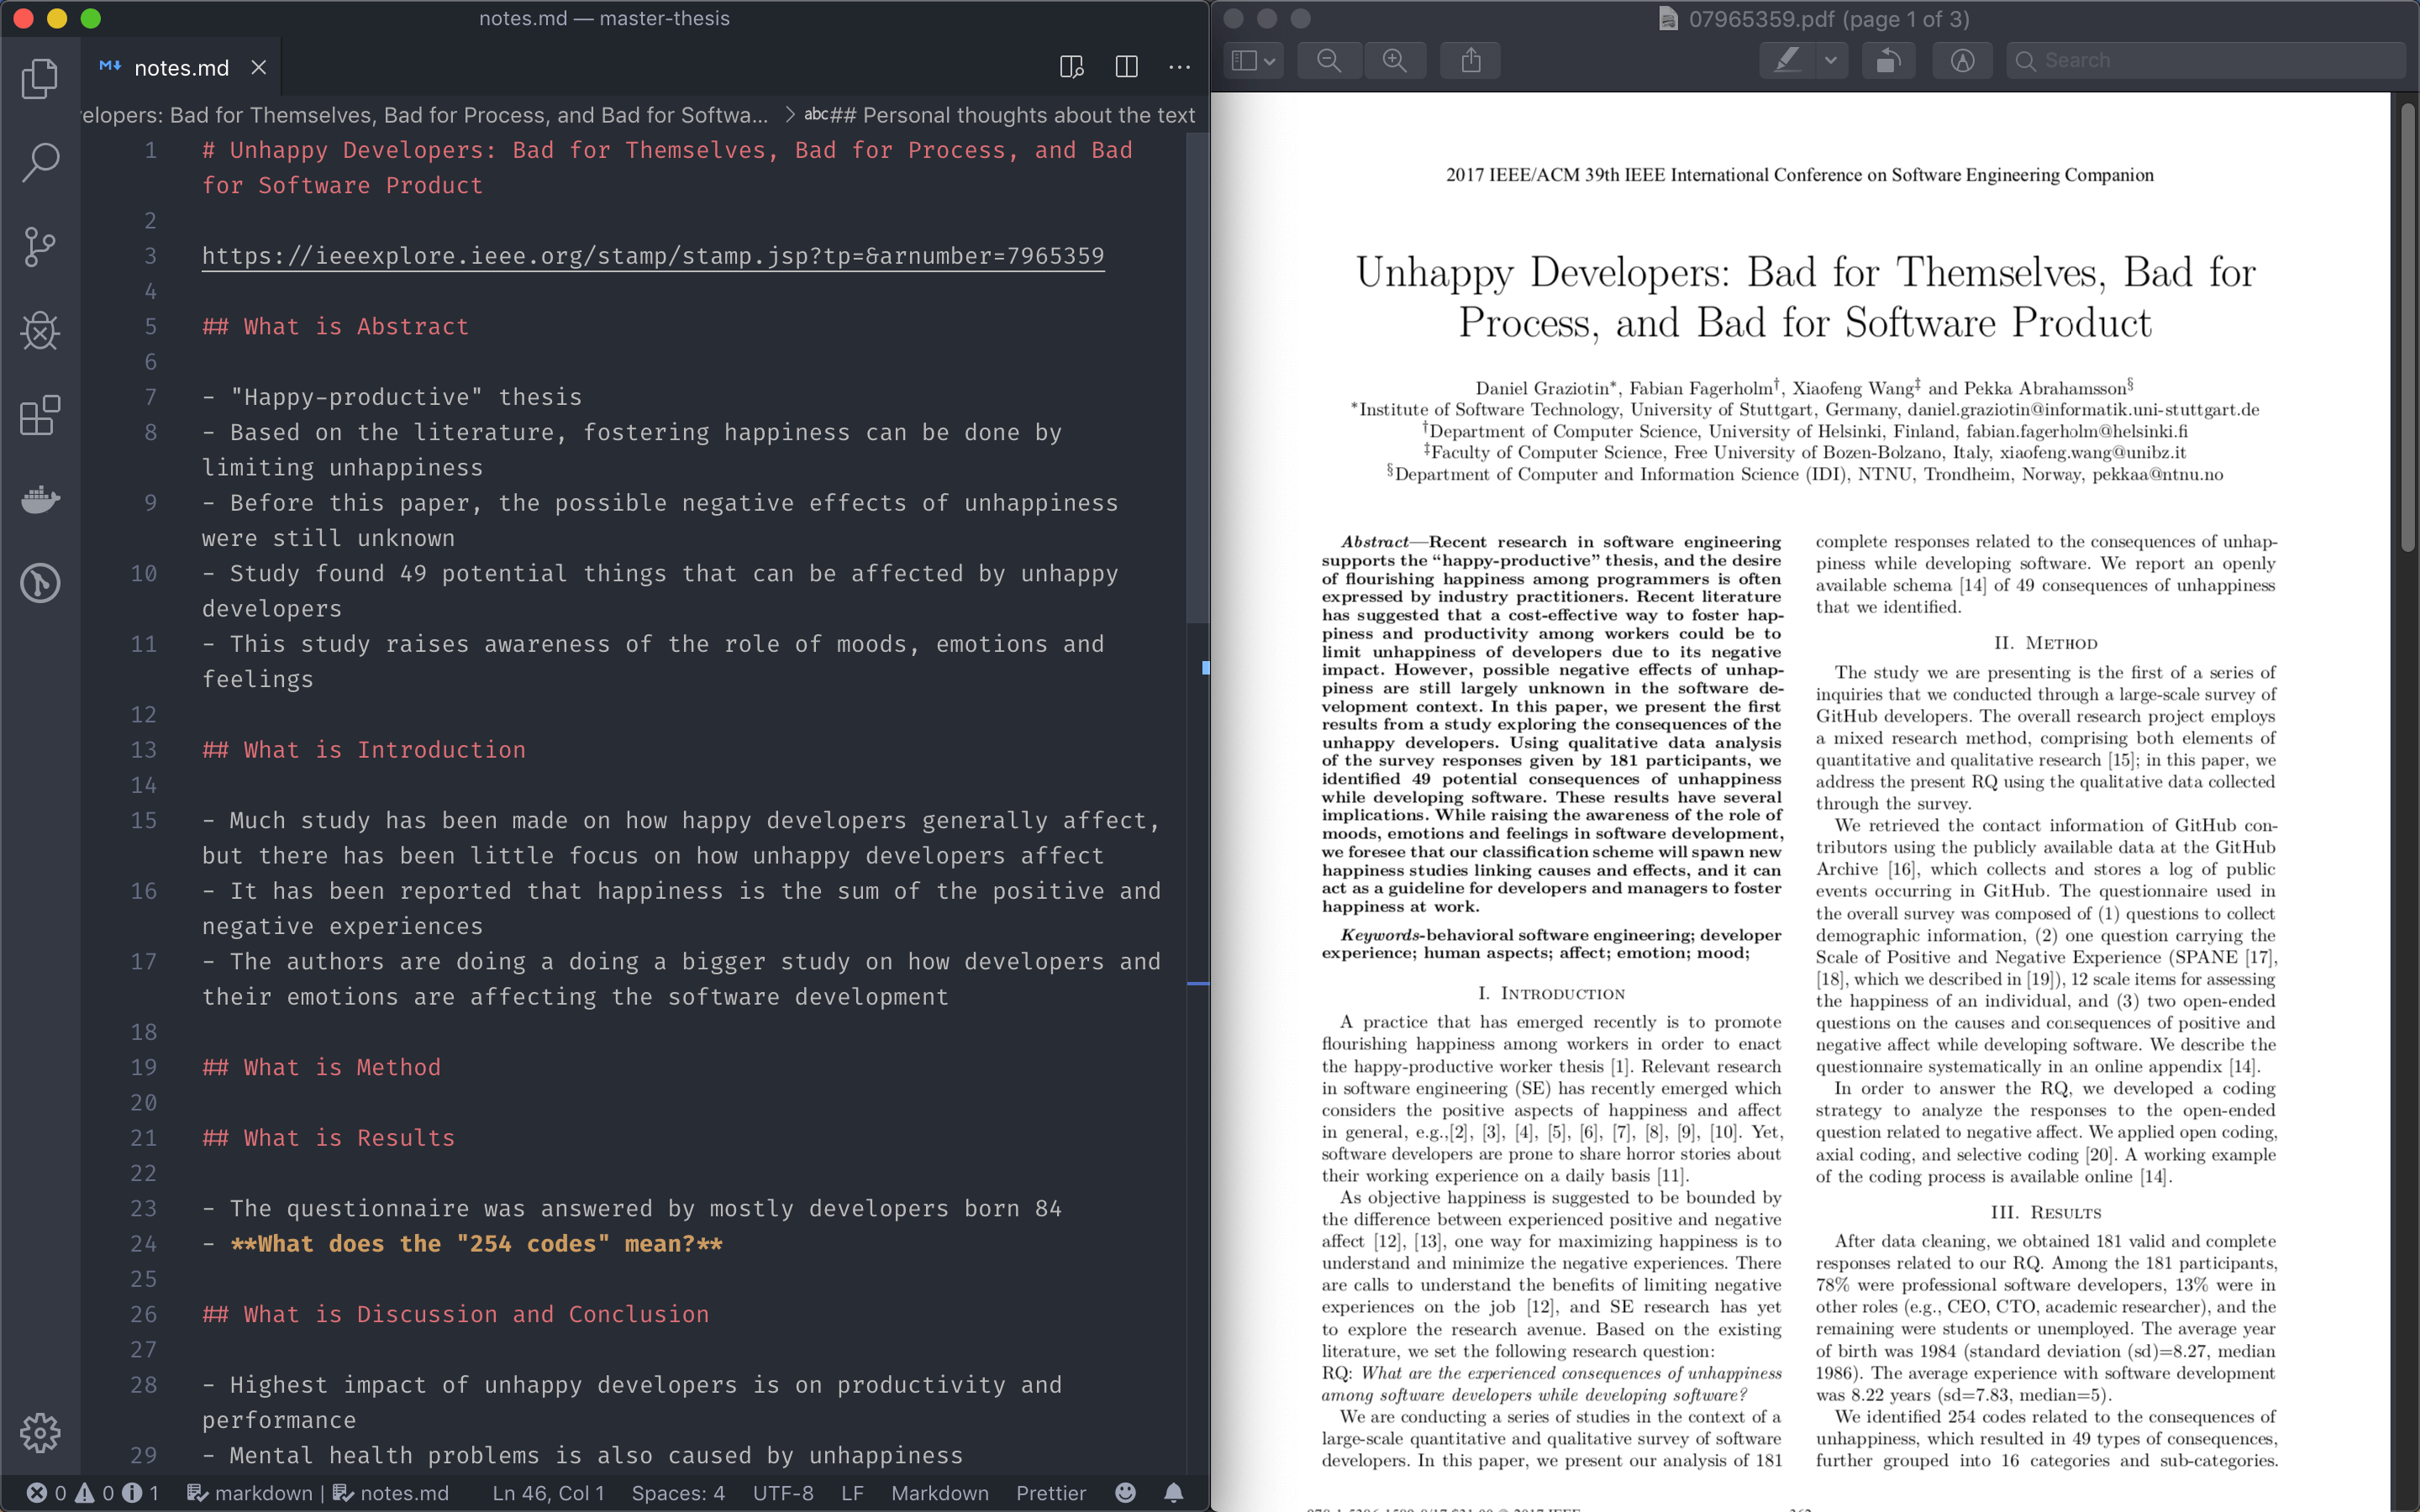 notes.md — master-thesis
notes.md
elopers: Bad for Themselves, Bad for Process, and Bad for Softwa... > abc## Personal thoughts about the text
1 # Unhappy Developers: Bad for Themselves, Bad for Process, and Bad
for Software Product
2
3 https://ieeexplore.ieee.org/stamp/stamp.jsp?tp=&arnumber=7965359
4
5 ## What is Abstract
6
7 - "Happy-productive" thesis
8 - Based on the literature, fostering happiness can be done by
limiting unhappiness
9 - Before this paper, the possible negative effects of unhappiness
were still unknown
10 - Study found 49 potential things that can be affected by unhappy
developers
11 - This study raises awareness of the role of moods, emotions and
feelings
12
13 ## What is Introduction
14
15 - Much study has been made on how happy developers generally affect,
but there has been little focus on how unhappy developers affect
16 - It has been reported that happiness is the sum of the positive and
negative experiences
17 - The authors are doing a doing a bigger study on how developers and
their emotions are affecting the software development
18
19 ## What is Method
20
21 ## What is Results
22
23 - The questionnaire was answered by mostly developers born 84
24 - **What does the "254 codes" mean?**
25
26 ## What is Discussion and Conclusion
27
28 - Highest impact of unhappy developers is on productivity and
performance
29 - Mental health problems is also caused by unhappiness
0 0 1 markdown | notes.md Ln 46, Col 1 Spaces: 4 UTF-8 LF Markdown Prettier
07965359.pdf (page 1 of 3)
Search
2017 IEEE/ACM 39th IEEE International Conference on Software Engineering Companion
Unhappy Developers: Bad for Themselves, Bad for
Process, and Bad for Software Product
Daniel Graziotin*, Fabian Fagerholm†, Xiaofeng Wang‡ and Pekka Abrahamsson§
*Institute of Software Technology, University of Stuttgart, Germany, daniel.graziotin@informatik.uni-stuttgart.de
†Department of Computer Science, University of Helsinki, Finland, fabian.fagerholm@helsinki.fi
‡Faculty of Computer Science, Free University of Bozen-Bolzano, Italy, xiaofeng.wang@unibz.it
§Department of Computer and Information Science (IDI), NTNU, Trondheim, Norway, pekkaa@ntnu.no
Abstract—Recent research in software engineering
supports the “happy-productive” thesis, and the desire
of flourishing happiness among programmers is often
expressed by industry practitioners. Recent literature
has suggested that a cost-effective way to foster hap-
piness and productivity among workers could be to
limit unhappiness of developers due to its negative
impact. However, possible negative effects of unhap-
piness are still largely unknown in the software de-
velopment context. In this paper, we present the first
results from a study exploring the consequences of the
unhappy developers. Using qualitative data analysis
of the survey responses given by 181 participants, we
identified 49 potential consequences of unhappiness
while developing software. These results have several
implications. While raising the awareness of the role of
moods, emotions and feelings in software development,
we foresee that our classification scheme will spawn new
happiness studies linking causes and effects, and it can
act as a guideline for developers and managers to foster
happiness at work.
Keywords-behavioral software engineering; developer
experience; human aspects; affect; emotion; mood;
I. Introduction
A practice that has emerged recently is to promote
flourishing happiness among workers in order to enact
the happy-productive worker thesis [1]. Relevant research
in software engineering (SE) has recently emerged which
considers the positive aspects of happiness and affect
in general, e.g.,[2], [3], [4], [5], [6], [7], [8], [9], [10]. Yet,
software developers are prone to share horror stories about
their working experience on a daily basis [11].
As objective happiness is suggested to be bounded by
the difference between experienced positive and negative
affect [12], [13], one way for maximizing happiness is to
understand and minimize the negative experiences. There
are calls to understand the benefits of limiting negative
experiences on the job [12], and SE research has yet
to explore the research avenue. Based on the existing
literature, we set the following research question:
RQ: What are the experienced consequences of unhappiness
among software developers while developing software?
We are conducting a series of studies in the context of a
large-scale quantitative and qualitative survey of software
developers. In this paper, we present our analysis of 181
complete responses related to the consequences of unhap-
piness while developing software. We report an openly
available schema [14] of 49 consequences of unhappiness
that we identified.
II. Method
The study we are presenting is the first of a series of
inquiries that we conducted through a large-scale survey of
GitHub developers. The overall research project employs
a mixed research method, comprising both elements of
quantitative and qualitative research [15]; in this paper, we
address the present RQ using the qualitative data collected
through the survey.
We retrieved the contact information of GitHub con-
tributors using the publicly available data at the GitHub
Archive [16], which collects and stores a log of public
events occurring in GitHub. The questionnaire used in
the overall survey was composed of (1) questions to collect
demographic information, (2) one question carrying the
Scale of Positive and Negative Experience (SPANE [17],
[18], which we described in [19]), 12 scale items for assessing
the happiness of an individual, and (3) two open-ended
questions on the causes and consequences of positive and
negative affect while developing software. We describe the
questionnaire systematically in an online appendix [14].
In order to answer the RQ, we developed a coding
strategy to analyze the responses to the open-ended
question related to negative affect. We applied open coding,
axial coding, and selective coding [20]. A working example
of the coding process is available online [14].
III. Results
After data cleaning, we obtained 181 valid and complete
responses related to our RQ. Among the 181 participants,
78% were professional software developers, 13% were in
other roles (e.g., CEO, CTO, academic researcher), and the
remaining were students or unemployed. The average year
of birth was 1984 (standard deviation (sd)=8.27, median
1986). The average experience with software development
was 8.22 years (sd=7.83, median=5).
We identified 254 codes related to the consequences of
unhappiness, which resulted in 49 types of consequences,
further grouped into 16 categories and sub-categories.